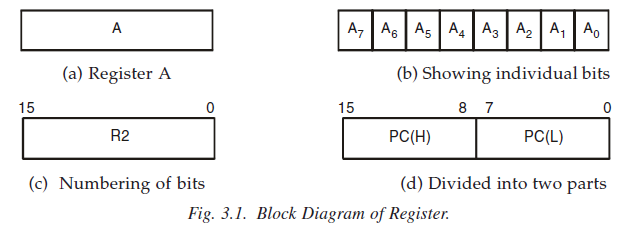 A
A₇ A₆ A₅ A₄ A₃ A₂ A₁ A₀
(a) Register A
(b) Showing individual bits
15 0
15 8 7 0
R2
PC(H) PC(L)
(c) Numbering of bits
(d) Divided into two parts
Fig. 3.1. Block Diagram of Register.